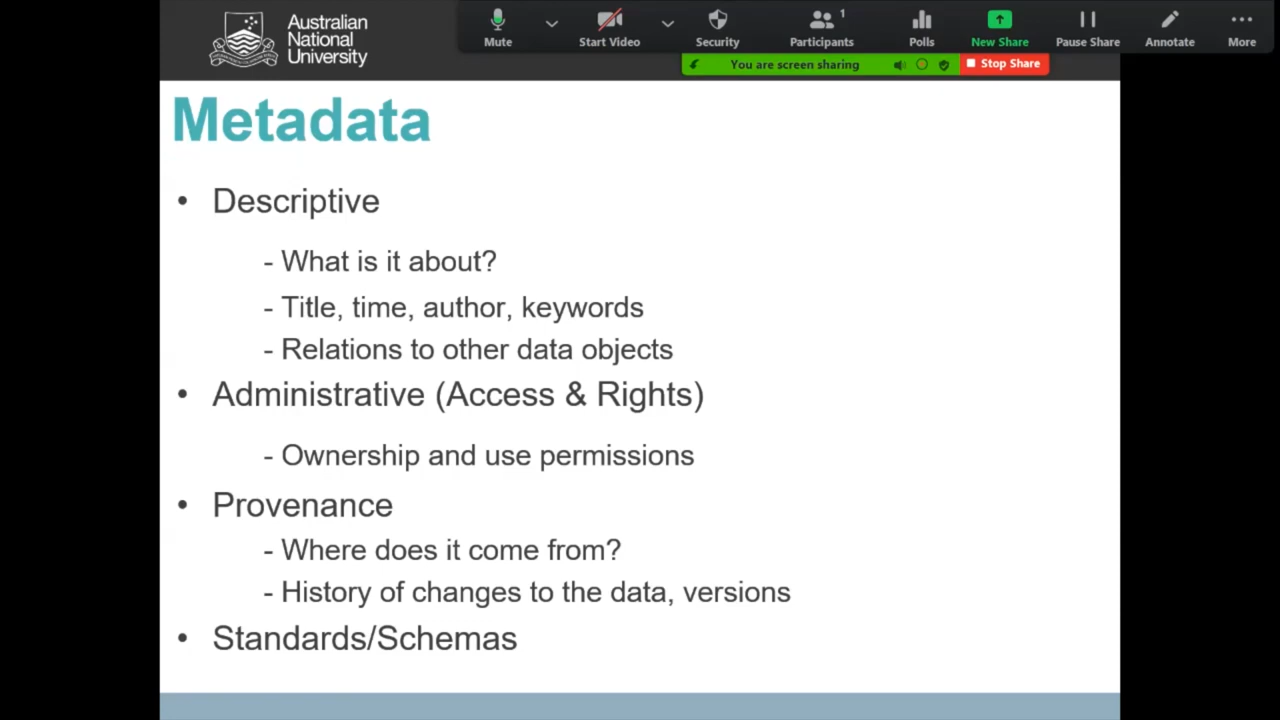 Australian
National
University
Mute
Start Video
Security
Participants
1
Polls
New Share
Pause Share
Annotate
More
You are screen sharing
Stop Share
Metadata
• Descriptive
- What is it about?
- Title, time, author, keywords
- Relations to other data objects
• Administrative (Access & Rights)
- Ownership and use permissions
• Provenance
- Where does it come from?
- History of changes to the data, versions
• Standards/Schemas